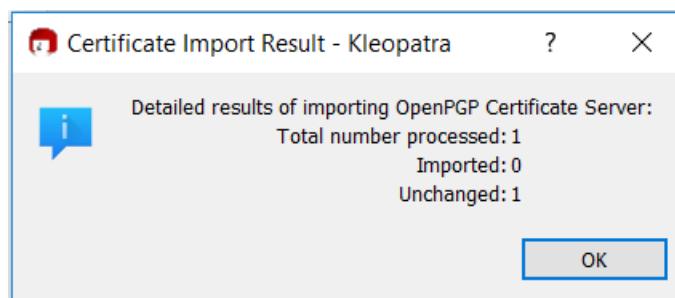 Certificate Import Result - Kleopatra ?
Detailed results of importing OpenPGP Certificate Server:
Total number processed: 1
Imported: 0
Unchanged: 1
OK